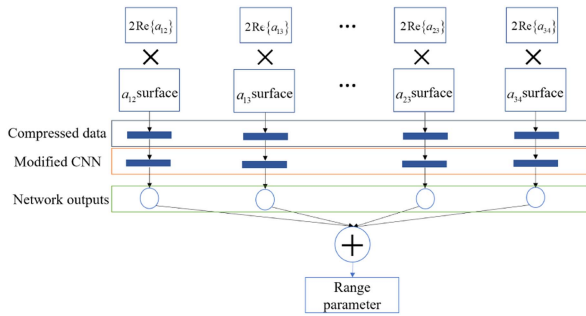 2Re{a₁₂} 2Re{a₁₃} ... 2Re{a₂₃} 2Re{a₃₄}
× × × ×
a₁₂surface a₁₃surface ... a₂₃surface a₃₄surface
Compressed data
Modified CNN
Network outputs
+
Range
parameter